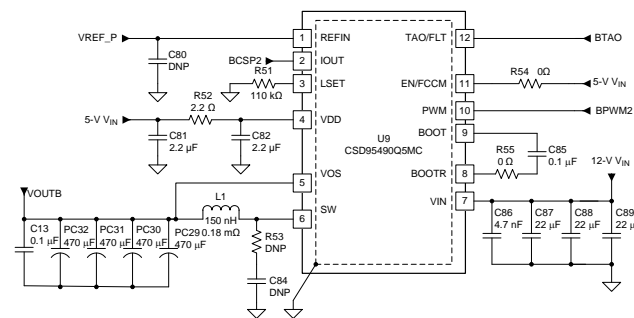 VREF_P
C80
DNP
BCSP2
R51
110 kΩ
R52
2.2 Ω
5-V VIN
C81
2.2 µF
C82
2.2 µF
VOUTB
C13
0.1 µF
PC32
470 µF
PC31
470 µF
PC30
470 µF
PC29
470 µF
L1
150 nH
0.18 mΩ
R53
DNP
C84
DNP
1 REFIN
2 IOUT
3 LSET
4 VDD
5 VOS
6 SW
U9
CSD95490Q5MC
TAO/FLT 12
EN/FCCM 11
PWM 10
BOOT 9
BOOTR 8
VIN 7
BTAO
R54 0Ω
5-V VIN
BPWM2
R55
0 Ω
C85
0.1 µF
12-V VIN
C86
4.7 nF
C87
22 µF
C88
22 µF
C89
22 µ